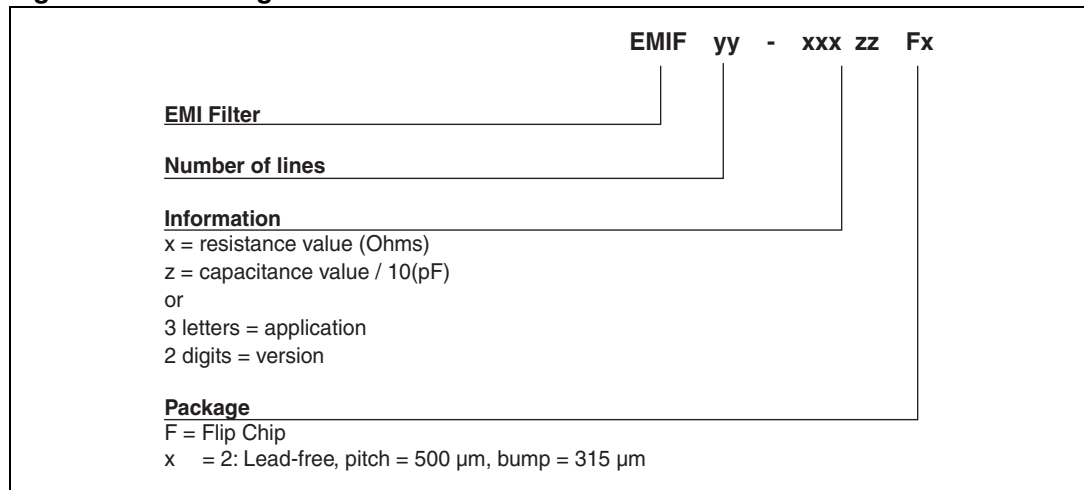 EMIF yy - xxx zz Fx
EMI Filter
Number of lines
Information
x = resistance value (Ohms)
z = capacitance value / 10(pF)
or
3 letters = application
2 digits = version
Package
F = Flip Chip
x = 2: Lead-free, pitch = 500 µm, bump = 315 µm